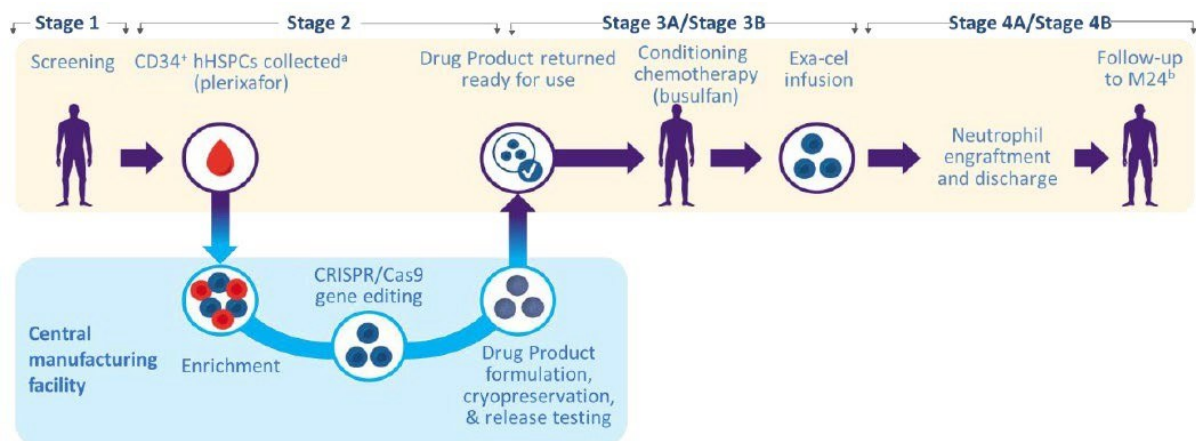 Stage 1
Stage 2
Stage 3A/Stage 3B
Stage 4A/Stage 4B
Screening
CD34⁺ hHSPCs collectedᵃ
(plerixafor)
Drug Product returned
ready for use
Conditioning
chemotherapy
(busulfan)
Exa-cel
infusion
Follow-up
to M24ᵇ
Neutrophil
engraftment
and discharge
Central
manufacturing
facility
Enrichment
CRISPR/Cas9
gene editing
Drug Product
formulation,
cryopreservation,
& release testing